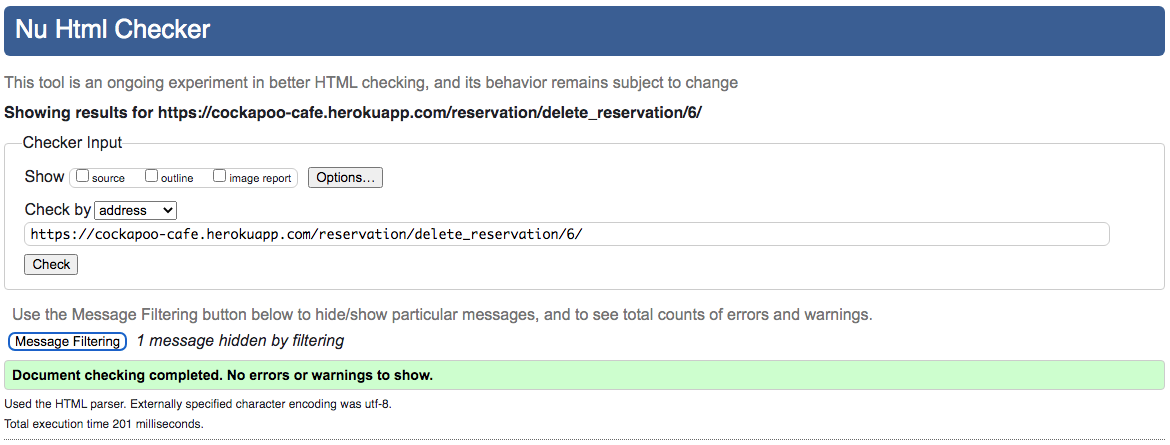 Nu Html Checker
This tool is an ongoing experiment in better HTML checking, and its behavior remains subject to change
Showing results for https://cockapoo-cafe.herokuapp.com/reservation/delete_reservation/6/
Checker Input
Show source outline image report Options...
Check by address
https://cockapoo-cafe.herokuapp.com/reservation/delete_reservation/6/
Check
Use the Message Filtering button below to hide/show particular messages, and to see total counts of errors and warnings.
Message Filtering 1 message hidden by filtering
Document checking completed. No errors or warnings to show.
Used the HTML parser. Externally specified character encoding was utf-8.
Total execution time 201 milliseconds.